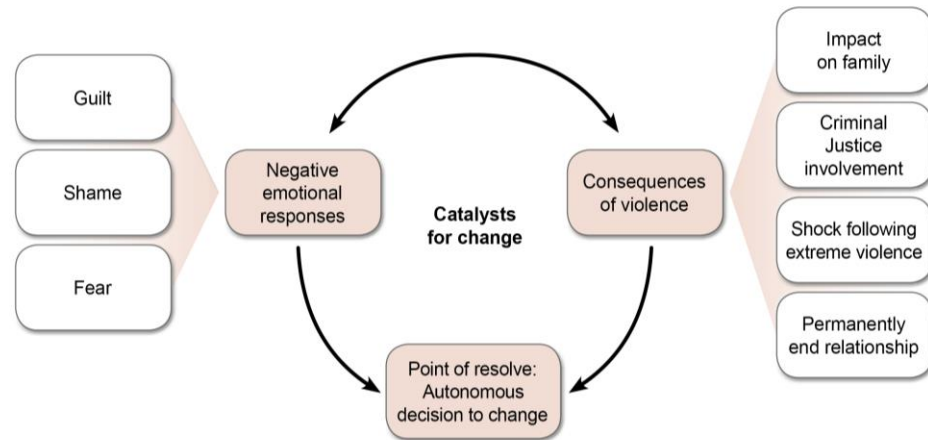 Guilt
Shame
Fear
Negative
emotional
responses
Catalysts
for change
Consequences
of violence
Impact
on family
Criminal
Justice
involvement
Shock following
extreme violence
Permanently
end relationship
Point of resolve:
Autonomous
decision to change